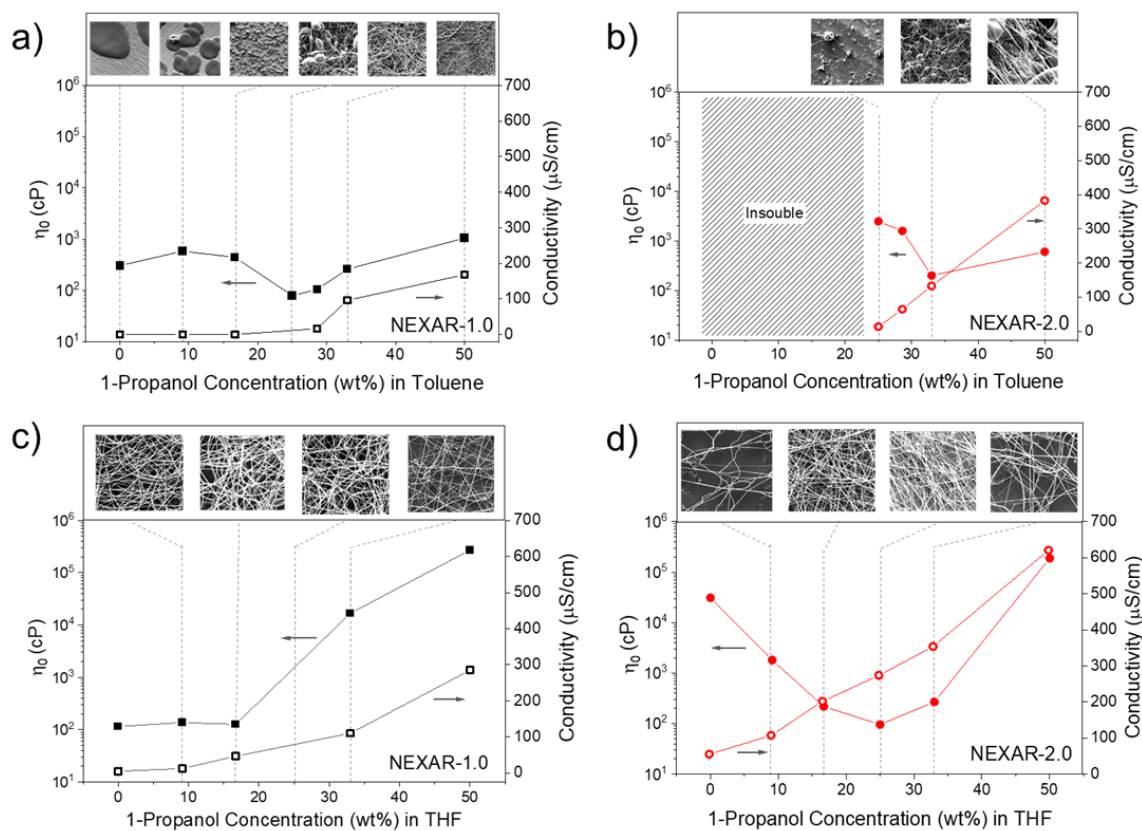 a)
10⁶
10⁵
10⁴
10³
10²
10¹
η₀ (cP)
700
600
500
400
300
200
100
0
Conductivity (µS/cm)
NEXAR-1.0
0 10 20 30 40 50
1-Propanol Concentration (wt%) in Toluene
b)
10⁶
10⁵
10⁴
10³
10²
10¹
η₀ (cP)
Insouble
700
600
500
400
300
200
100
0
Conductivity (µS/cm)
NEXAR-2.0
0 10 20 30 40 50
1-Propanol Concentration (wt%) in Toluene
c)
10⁶
10⁵
10⁴
10³
10²
10¹
η₀ (cP)
700
600
500
400
300
200
100
0
Conductivity (µS/cm)
NEXAR-1.0
0 10 20 30 40 50
1-Propanol Concentration (wt%) in THF
d)
10⁶
10⁵
10⁴
10³
10²
10¹
η₀ (cP)
700
600
500
400
300
200
100
0
Conductivity (µS/cm)
NEXAR-2.0
0 10 20 30 40 50
1-Propanol Concentration (wt%) in THF